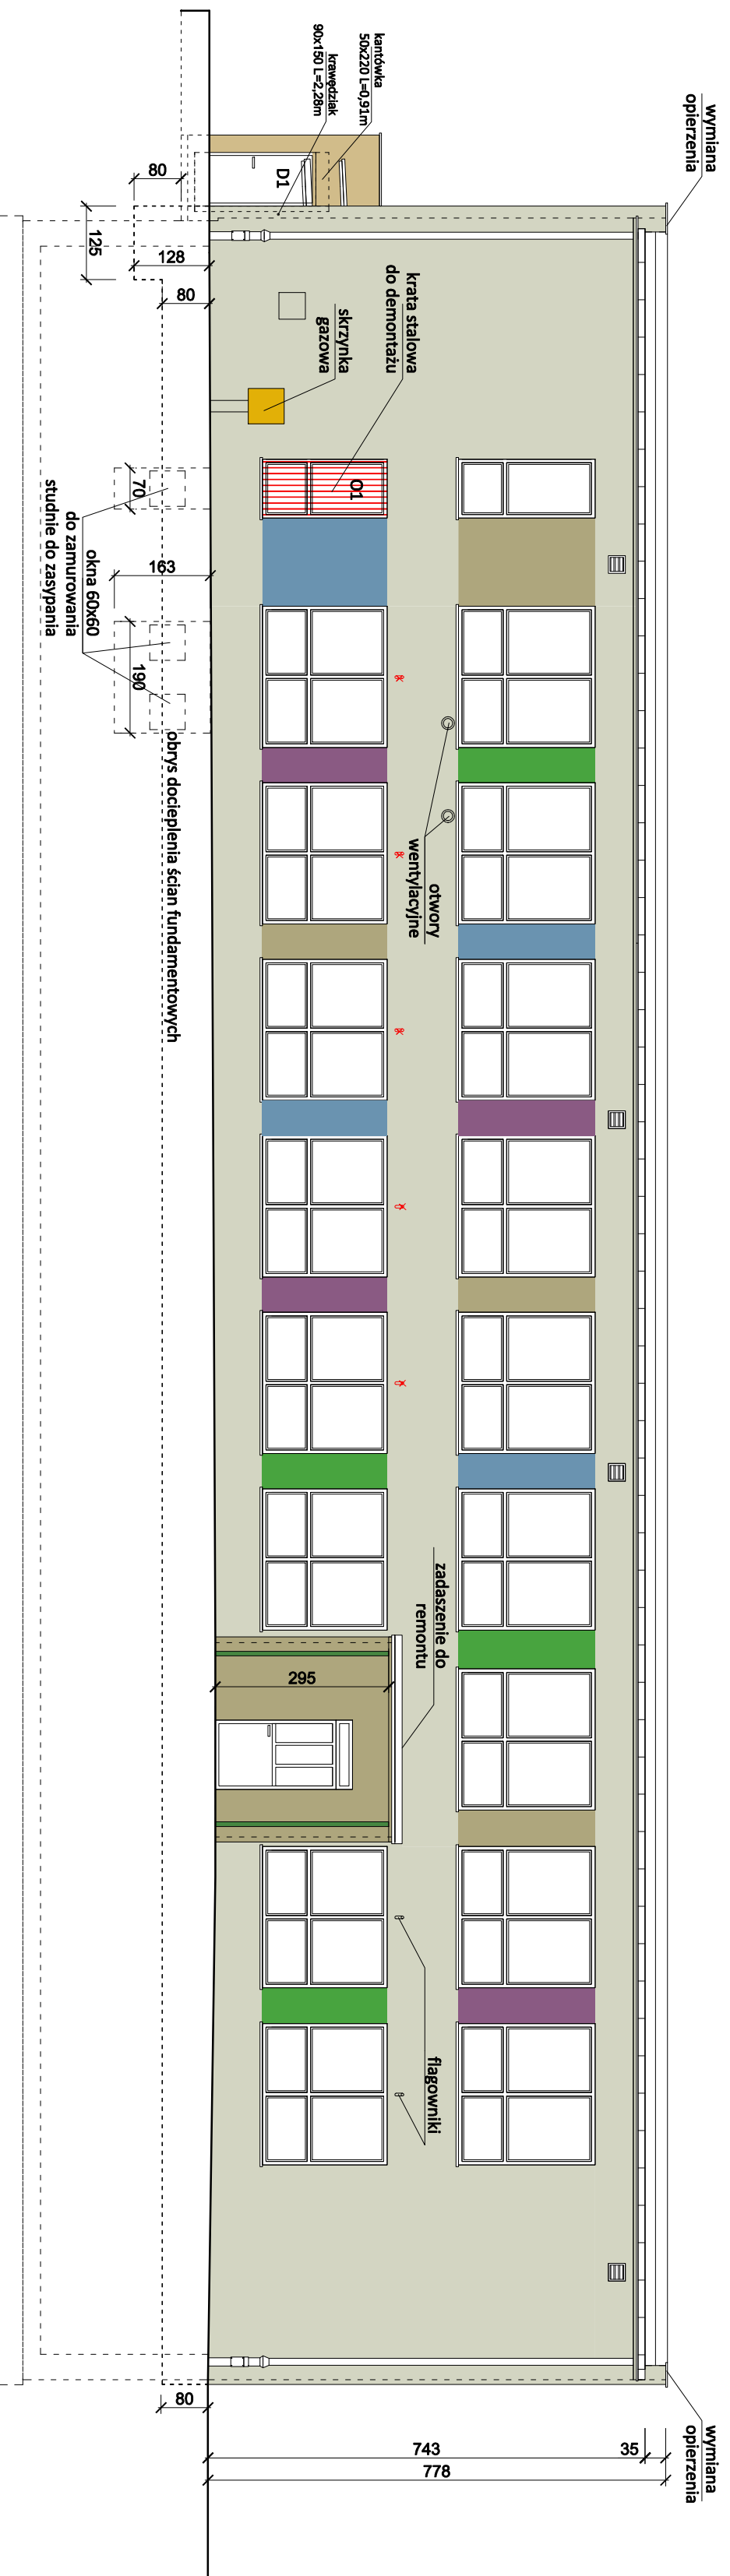 wymiana
opierzenia
kantówka
50x220 L=0,91m
krawędziak
90x150 L=2,28m
D1
80
125
128
80
krata stalowa
do demontażu
skrzynka
gazowa
O1
70
163
190
okna 60x60
do zamurowania
studnie do zasypania
obrys docieplenia ścian fundamentowych
otwory
wentylacyjne
zadaszenie do
remontu
295
flagowniki
wymiana
opierzenia
80
743
35
778